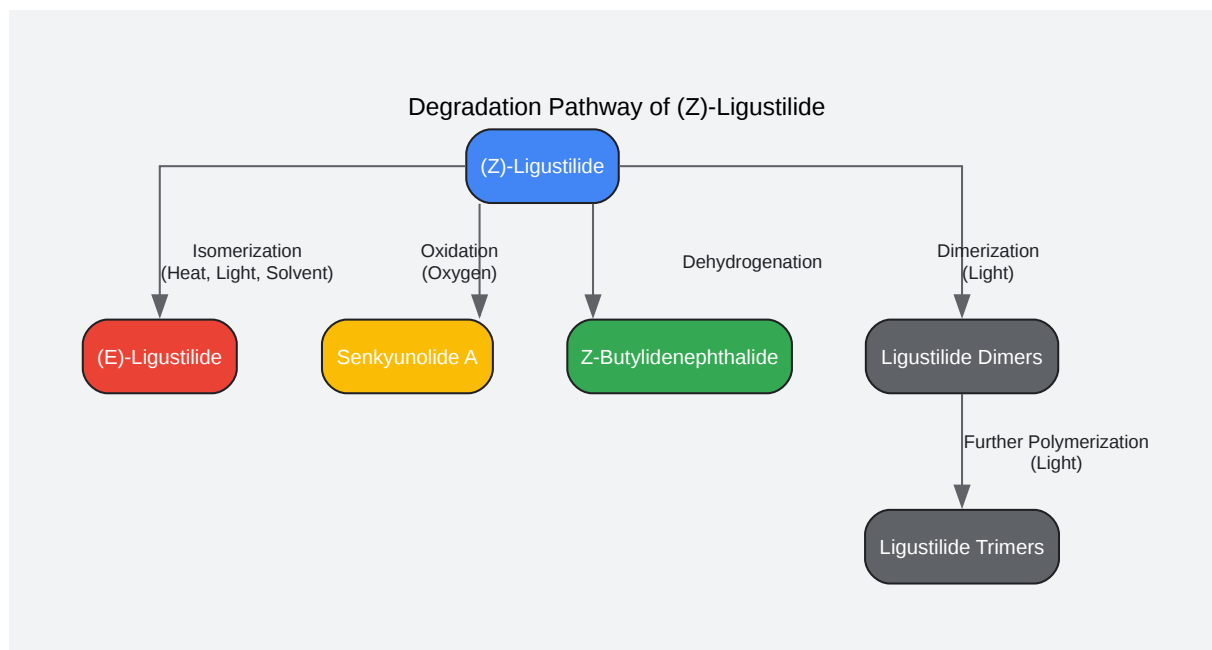 Degradation Pathway of (Z)-Ligustilide
(Z)-Ligustilide
Isomerization
(Heat, Light, Solvent)
Oxidation
(Oxygen)
Dehydrogenation
Dimerization
(Light)
(E)-Ligustilide
Senkyunolide A
Z-Butylidenephthalide
Ligustilide Dimers
Further Polymerization
(Light)
Ligustilide Trimers